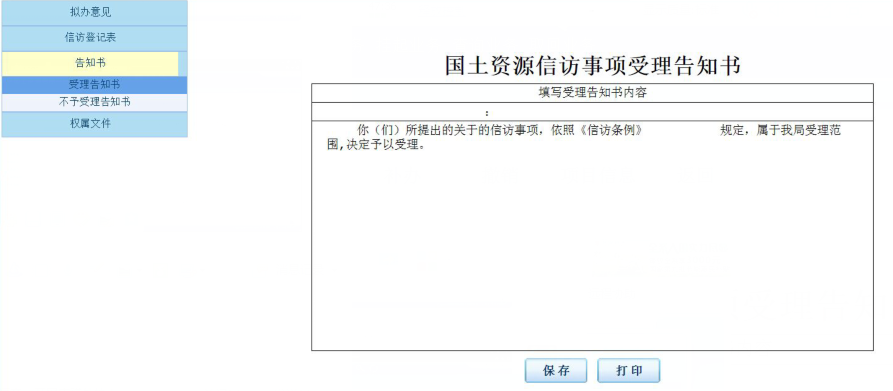 拟办意见
信访登记表
告知书
受理告知书
不予受理告知书
权属文件
国土资源信访事项受理告知书
填写受理告知书内容
：
你（们）所提出的关于的信访事项，依照《信访条例》 规定，属于我局受理范
围,决定予以受理。
保存 打印